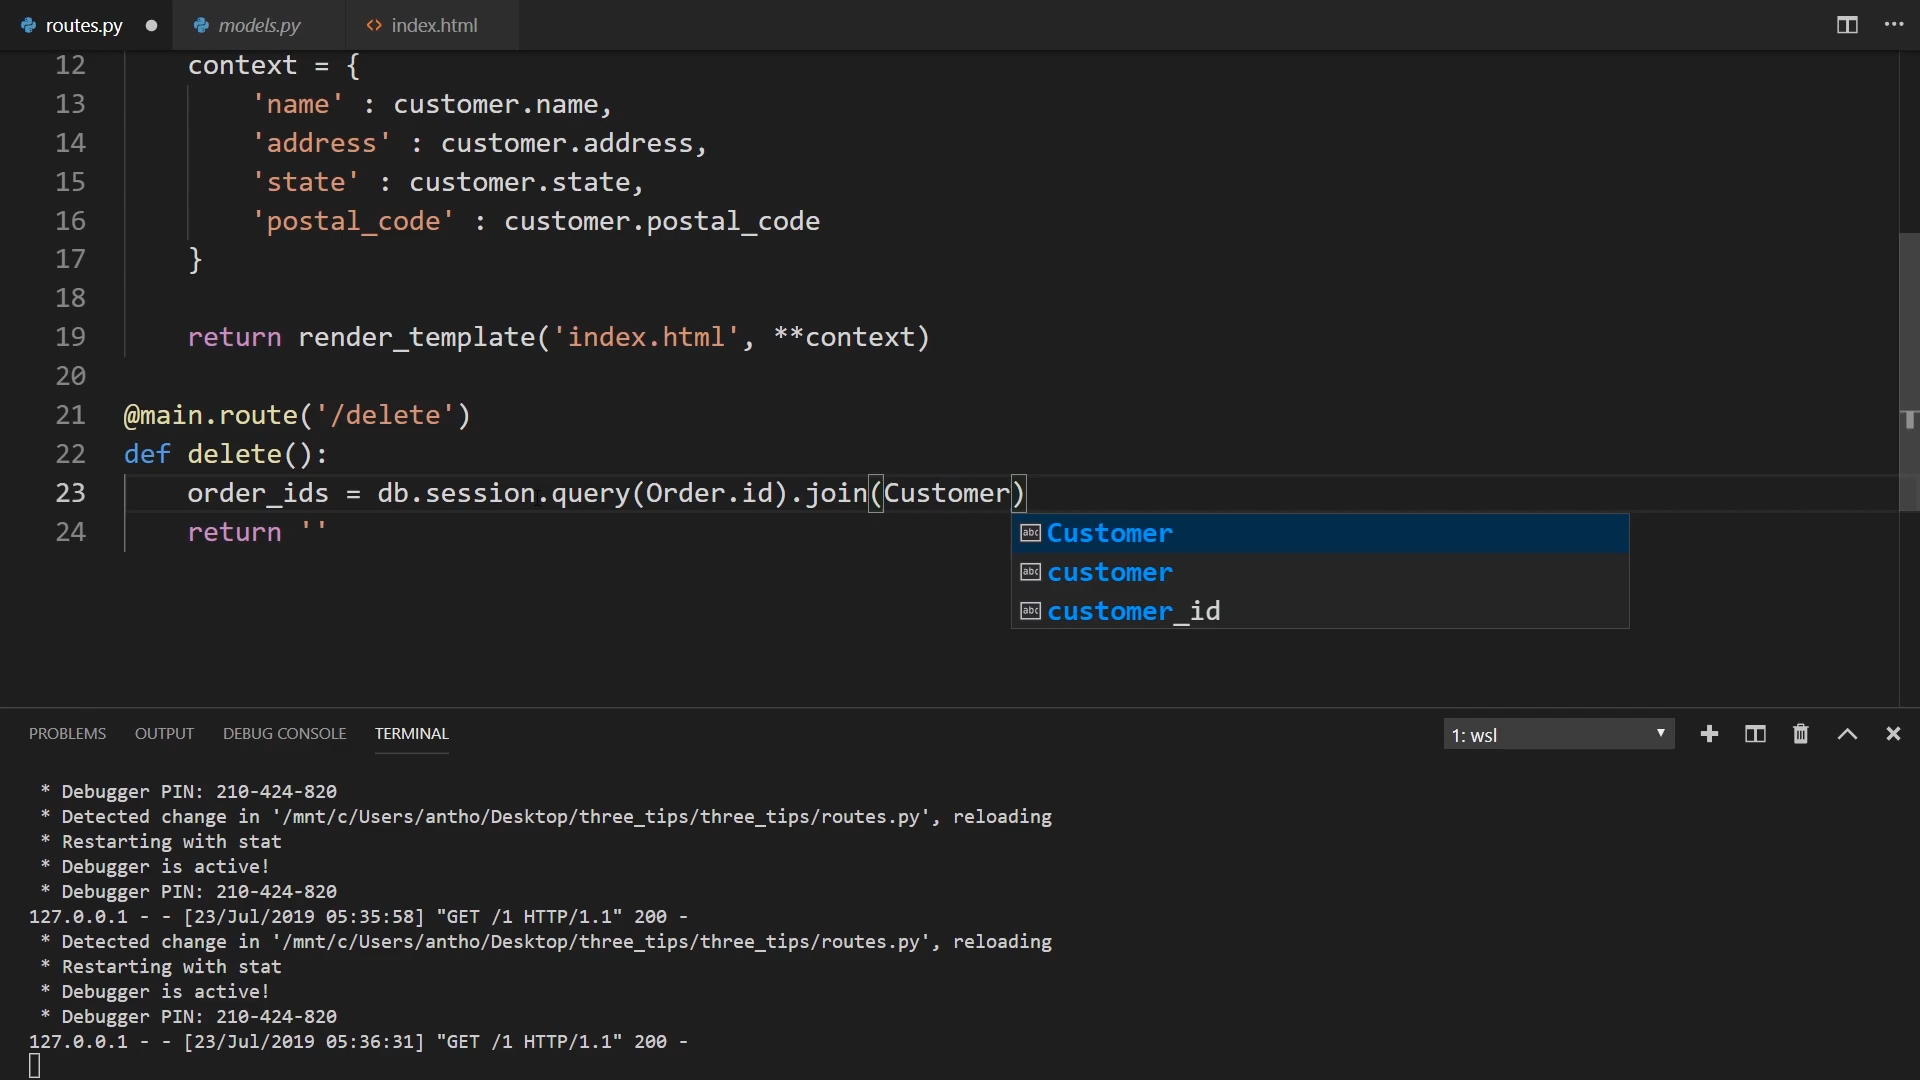 routes.py models.py index.html
12 context = {
13 'name' : customer.name,
14 'address' : customer.address,
15 'state' : customer.state,
16 'postal_code' : customer.postal_code
17 }
18
19 return render_template('index.html', **context)
20
21 @main.route('/delete')
22 def delete():
23 order_ids = db.session.query(Order.id).join(Customer)
24 return ''
abc Customer
abc customer
abc customer_id
PROBLEMS OUTPUT DEBUG CONSOLE TERMINAL 1: wsl
* Debugger PIN: 210-424-820
* Detected change in '/mnt/c/Users/antho/Desktop/three_tips/three_tips/routes.py', reloading
* Restarting with stat
* Debugger is active!
* Debugger PIN: 210-424-820
127.0.0.1 - - [23/Jul/2019 05:35:58] "GET /1 HTTP/1.1" 200 -
* Detected change in '/mnt/c/Users/antho/Desktop/three_tips/three_tips/routes.py', reloading
* Restarting with stat
* Debugger is active!
* Debugger PIN: 210-424-820
127.0.0.1 - - [23/Jul/2019 05:36:31] "GET /1 HTTP/1.1" 200 -